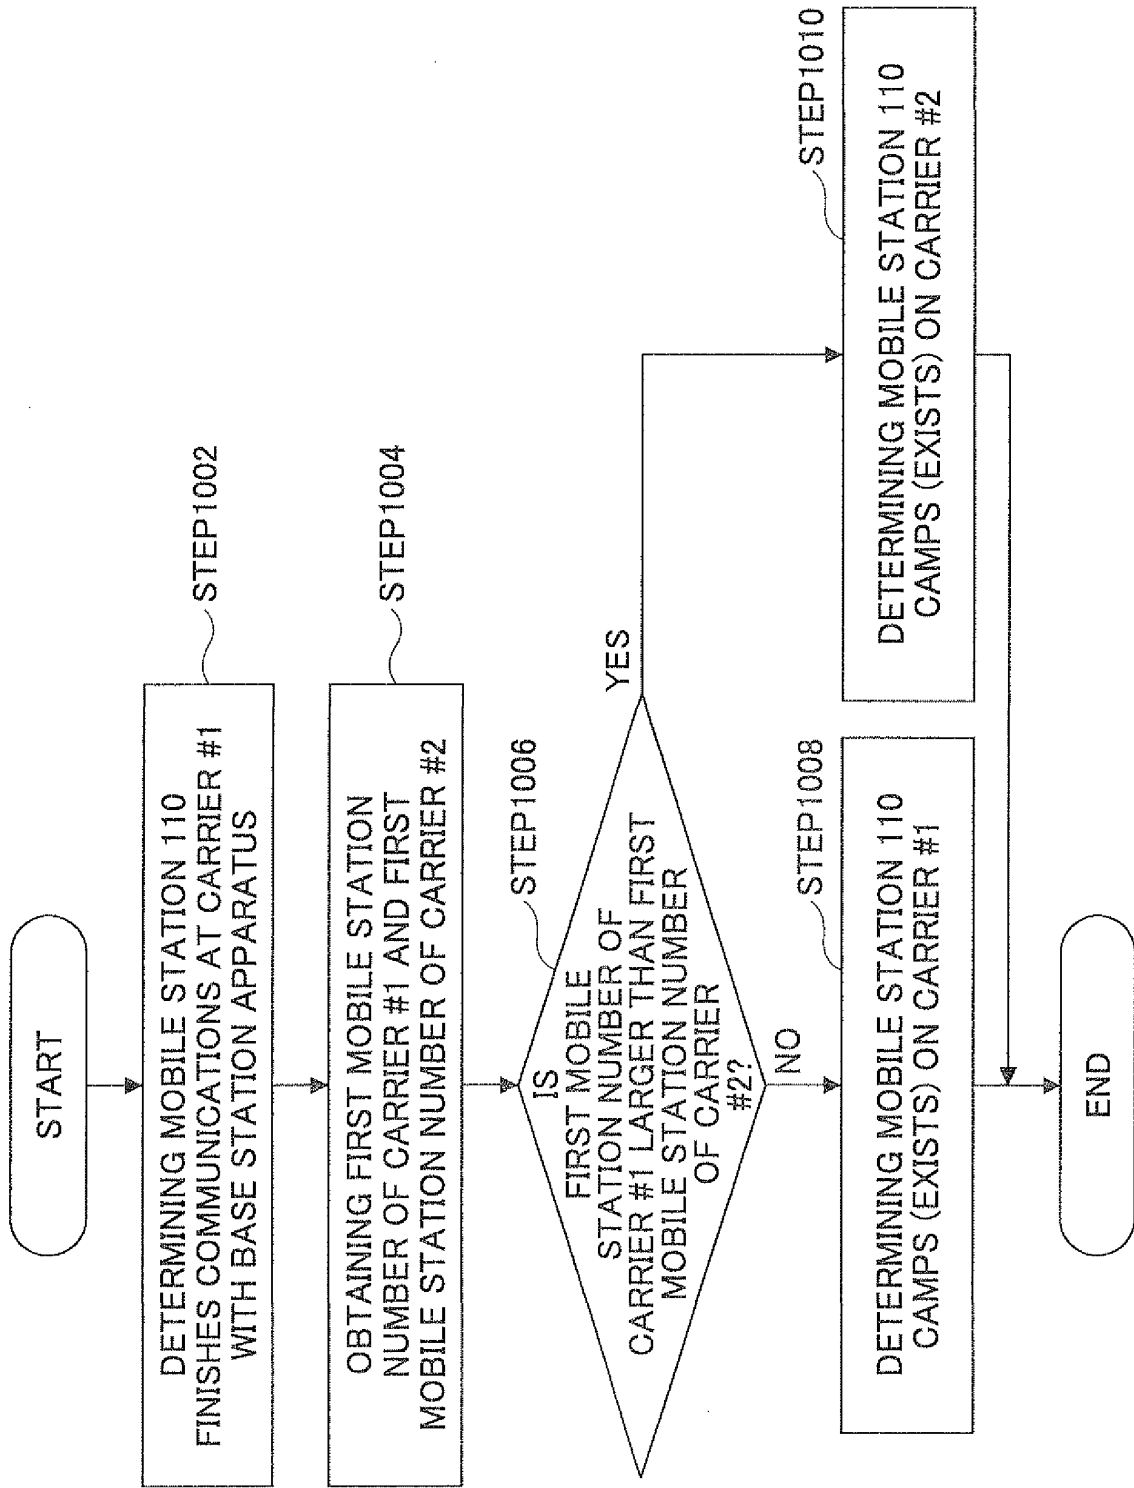 START
DETERMINING MOBILE STATION 110
FINISHES COMMUNICATIONS AT CARRIER #1
WITH BASE STATION APPARATUS
STEP1002
OBTAINING FIRST MOBILE STATION
NUMBER OF CARRIER #1 AND FIRST
MOBILE STATION NUMBER OF CARRIER #2
STEP1004
IS
FIRST MOBILE
STATION NUMBER OF
CARRIER #1 LARGER THAN FIRST
MOBILE STATION NUMBER
OF CARRIER
#2?
STEP1006
YES
NO
DETERMINING MOBILE STATION 110
CAMPS (EXISTS) ON CARRIER #1
STEP1008
DETERMINING MOBILE STATION 110
CAMPS (EXISTS) ON CARRIER #2
STEP1010
END